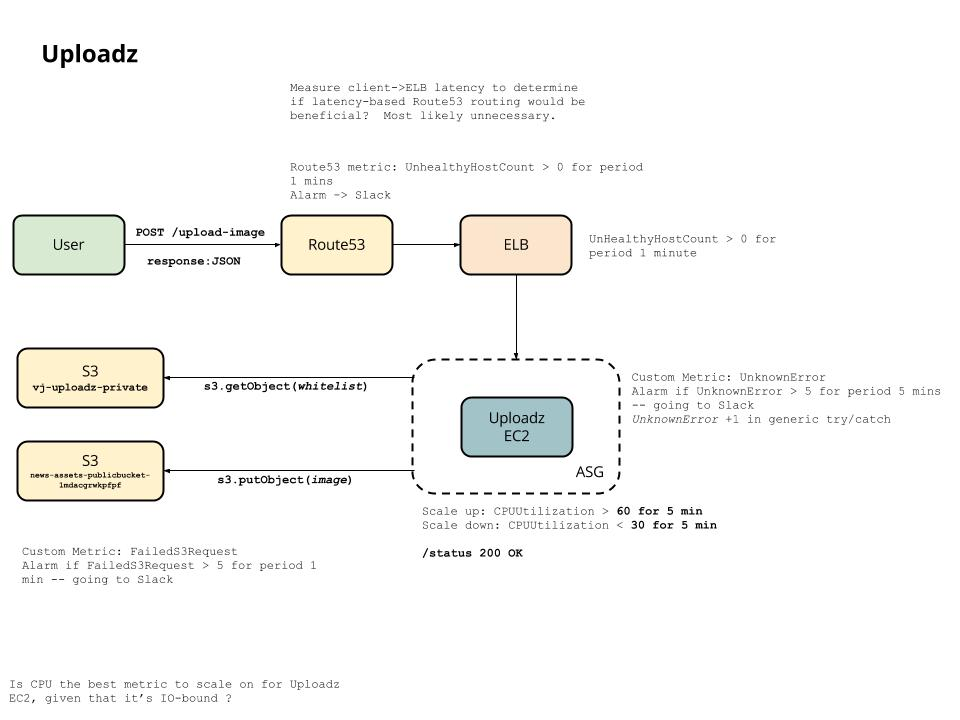 Uploadz
Measure client->ELB latency to determine
if latency-based Route53 routing would be
beneficial?  Most likely unnecessary.
Route53 metric: UnhealthyHostCount > 0 for period
1 mins
Alarm -> Slack
User
POST /upload-image
response:JSON
Route53
ELB
UnHealthyHostCount > 0 for
period 1 minute
S3
vj-uploadz-private
s3.getObject(whitelist)
Uploadz
EC2
ASG
Custom Metric: UnknownError
Alarm if UnknownError > 5 for period 5 mins
-- going to Slack
UnknownError +1 in generic try/catch
S3
news-assets-publicbucket-
1mdacgrwkpfpf
s3.putObject(image)
Scale up: CPUUtilization > 60 for 5 min
Scale down: CPUUtilization < 30 for 5 min
/status 200 OK
Custom Metric: FailedS3Request
Alarm if FailedS3Request > 5 for period 1
min -- going to Slack
Is CPU the best metric to scale on for Uploadz
EC2, given that it’s IO-bound ?